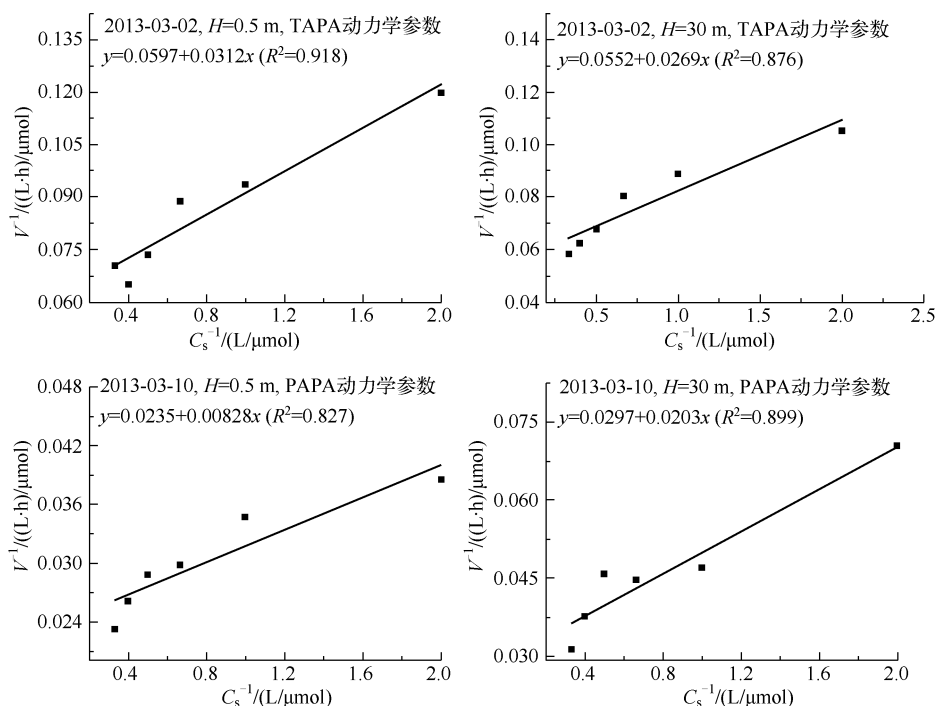 2013-03-02, H=0.5 m, TAPA动力学参数
y=0.0597+0.0312x (R²=0.918)
0.135
0.120
0.105
0.090
0.075
0.060
V⁻¹/((L·h)/μmol)
0.4 0.8 1.2 1.6 2.0
Cₛ⁻¹/(L/μmol)
2013-03-02, H=30 m, TAPA动力学参数
y=0.0552+0.0269x (R²=0.876)
0.14
0.12
0.10
0.08
0.06
0.04
V⁻¹/((L·h)/μmol)
0.5 1.0 1.5 2.0 2.5
Cₛ⁻¹/(L/μmol)
2013-03-10, H=0.5 m, PAPA动力学参数
y=0.0235+0.00828x (R²=0.827)
0.048
0.042
0.036
0.030
0.024
V⁻¹/((L·h)/μmol)
0.4 0.8 1.2 1.6 2.0
Cₛ⁻¹/(L/μmol)
2013-03-10, H=30 m, PAPA动力学参数
y=0.0297+0.0203x (R²=0.899)
0.075
0.060
0.045
0.030
V⁻¹/((L·h)/μmol)
0.4 0.8 1.2 1.6 2.0
Cₛ⁻¹/(L/μmol)